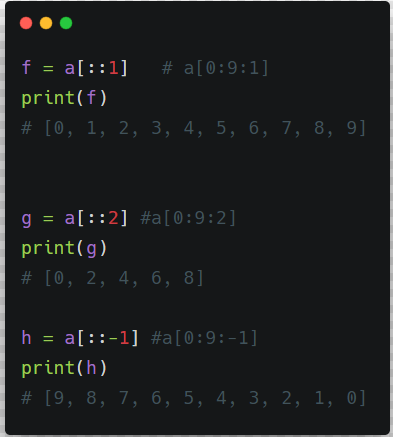 f = a[::1]   # a[0:9:1]
print(f)
# [0, 1, 2, 3, 4, 5, 6, 7, 8, 9]
g = a[::2] #a[0:9:2]
print(g)
# [0, 2, 4, 6, 8]
h = a[::-1] #a[0:9:-1]
print(h)
# [9, 8, 7, 6, 5, 4, 3, 2, 1, 0]